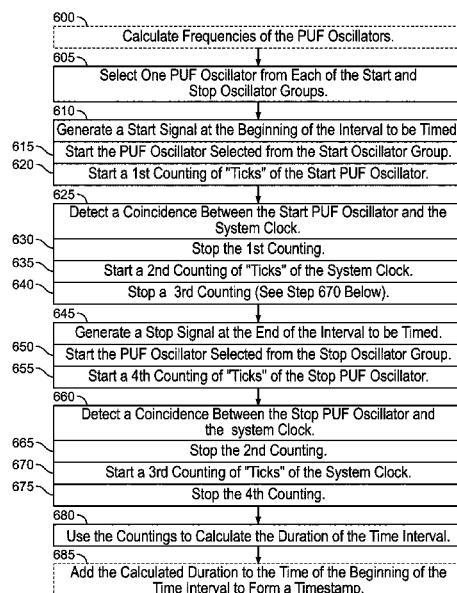 600
Calculate Frequencies of the PUF Oscillators.
605
Select One PUF Oscillator from Each of the Start and
Stop Oscillator Groups.
610
Generate a Start Signal at the Beginning of the Interval to be Timed
615
Start the PUF Oscillator Selected from the Start Oscillator Group.
620
Start a 1st Counting of "Ticks" of the Start PUF Oscillator.
625
Detect a Coincidence Between the Start PUF Oscillator and the
System Clock.
630
Stop the 1st Counting.
635
Start a 2nd Counting of "Ticks" of the System Clock.
640
Stop a 3rd Counting (See Step 670 Below).
645
Generate a Stop Signal at the End of the Interval to be Timed.
650
Start the PUF Oscillator Selected from the Stop Oscillator Group.
655
Start a 4th Counting of "Ticks" of the Stop PUF Oscillator.
660
Detect a Coincidence Between the Stop PUF Oscillator and
the system Clock.
665
Stop the 2nd Counting.
670
Start a 3rd Counting of "Ticks" of the System Clock.
675
Stop the 4th Counting.
680
Use the Countings to Calculate the Duration of the Time Interval.
685
Add the Calculated Duration to the Time of the Beginning of the
Time Interval to Form a Timestamp.